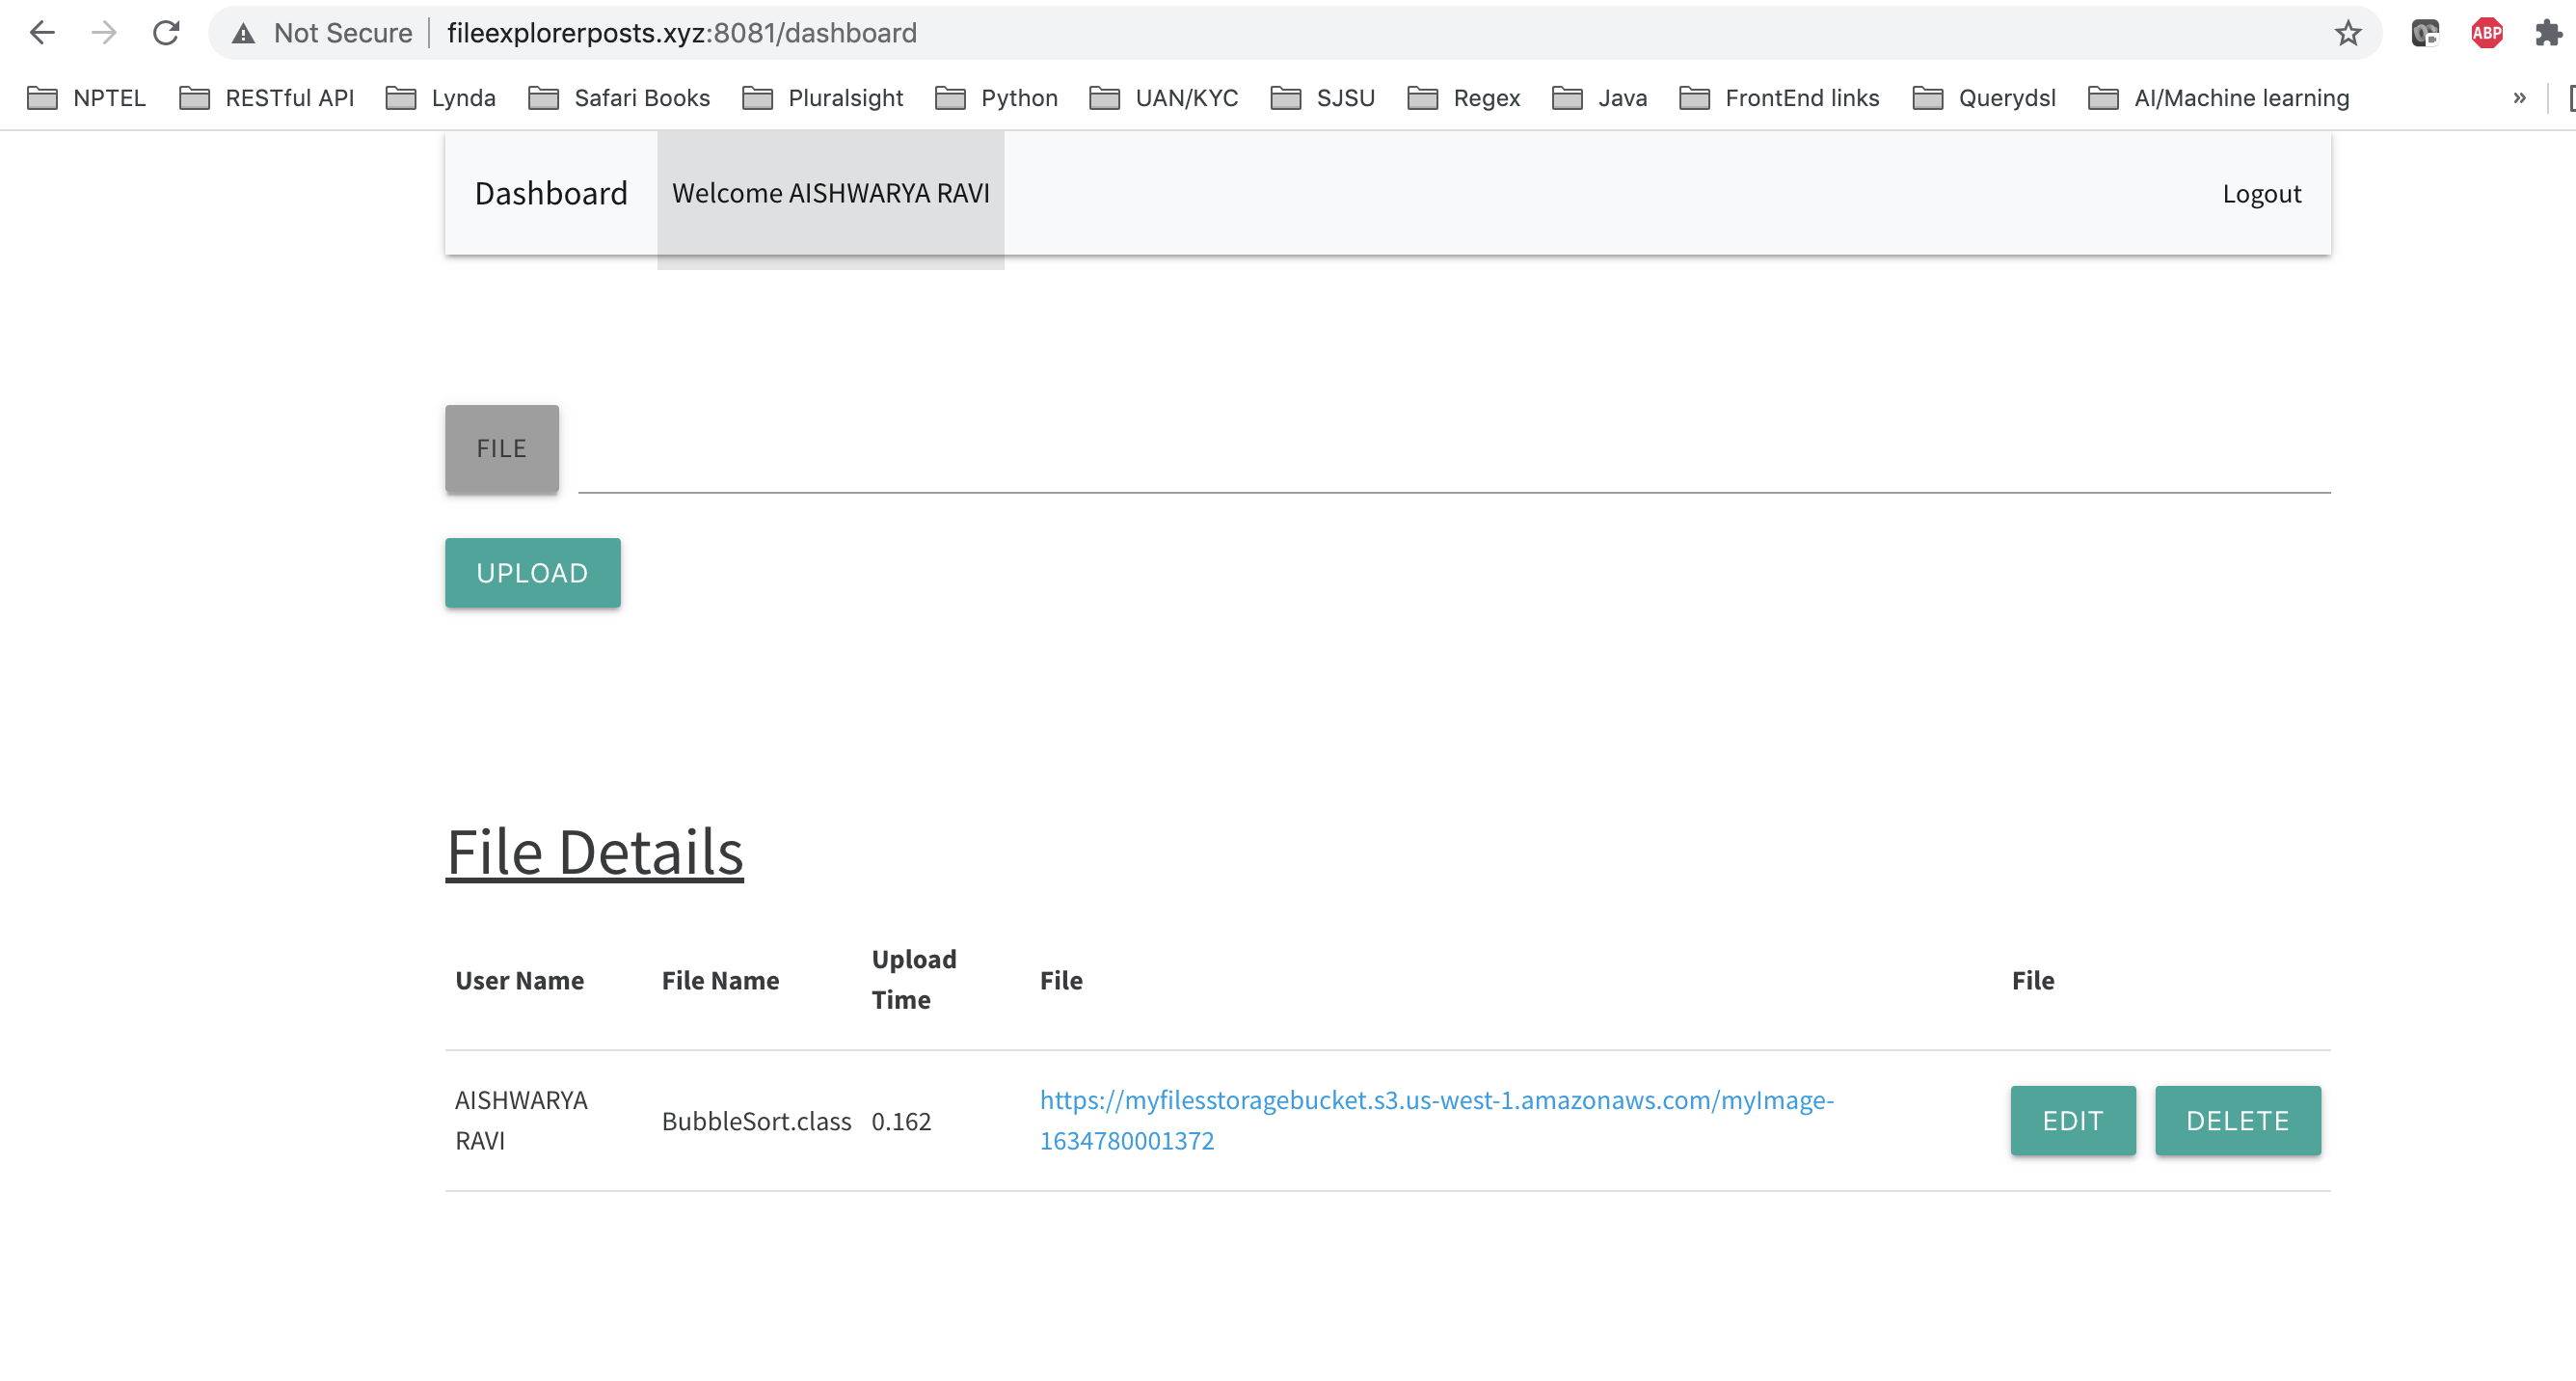 Not Secure fileexplorerposts.xyz:8081/dashboard ABP
NPTEL RESTful API Lynda Safari Books Pluralsight Python UAN/KYC SJSU Regex Java FrontEnd links Querydsl AI/Machine learning »
Dashboard Welcome AISHWARYA RAVI Logout
FILE
UPLOAD
File Details
User Name File Name Upload Time File File
AISHWARYA RAVI BubbleSort.class 0.162 https://myfilesstoragebucket.s3.us-west-1.amazonaws.com/myImage-1634780001372 EDIT DELETE